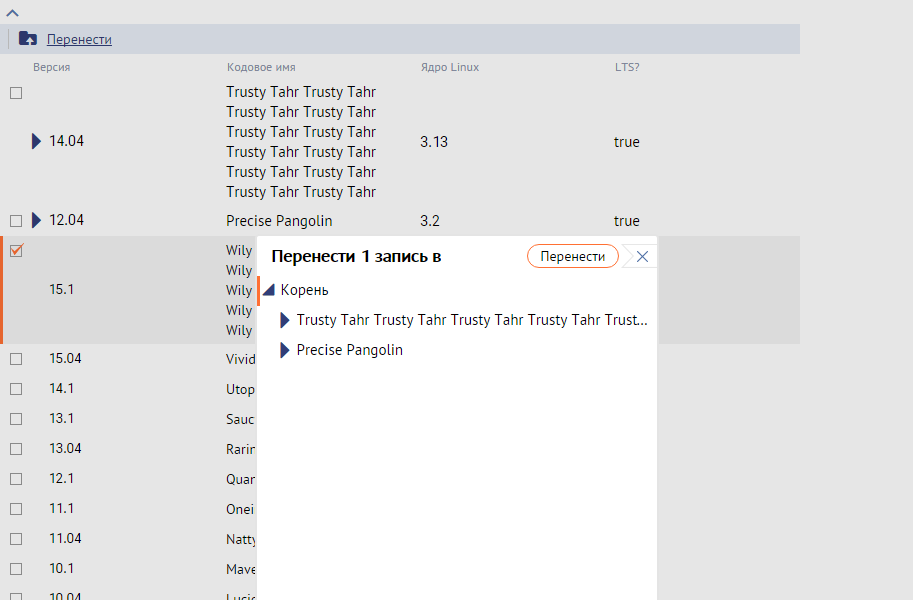 Перенести
Версия Кодовое имя Ядро Linux LTS?
Trusty Tahr Trusty Tahr
Trusty Tahr Trusty Tahr
Trusty Tahr Trusty Tahr
14.04 3.13 true
Trusty Tahr Trusty Tahr
Trusty Tahr Trusty Tahr
Trusty Tahr Trusty Tahr
12.04 Precise Pangolin 3.2 true
Wily
Wily
15.1 Wily
Wily
Wily
Перенести 1 запись в Перенести
Корень
Trusty Tahr Trusty Tahr Trusty Tahr Trusty Tahr Trust...
Precise Pangolin
15.04 Vivid
14.1 Utop
13.1 Sauc
13.04 Rarin
12.1 Quan
11.1 Onei
11.04 Natty
10.1 Mave
10.04 Lucid